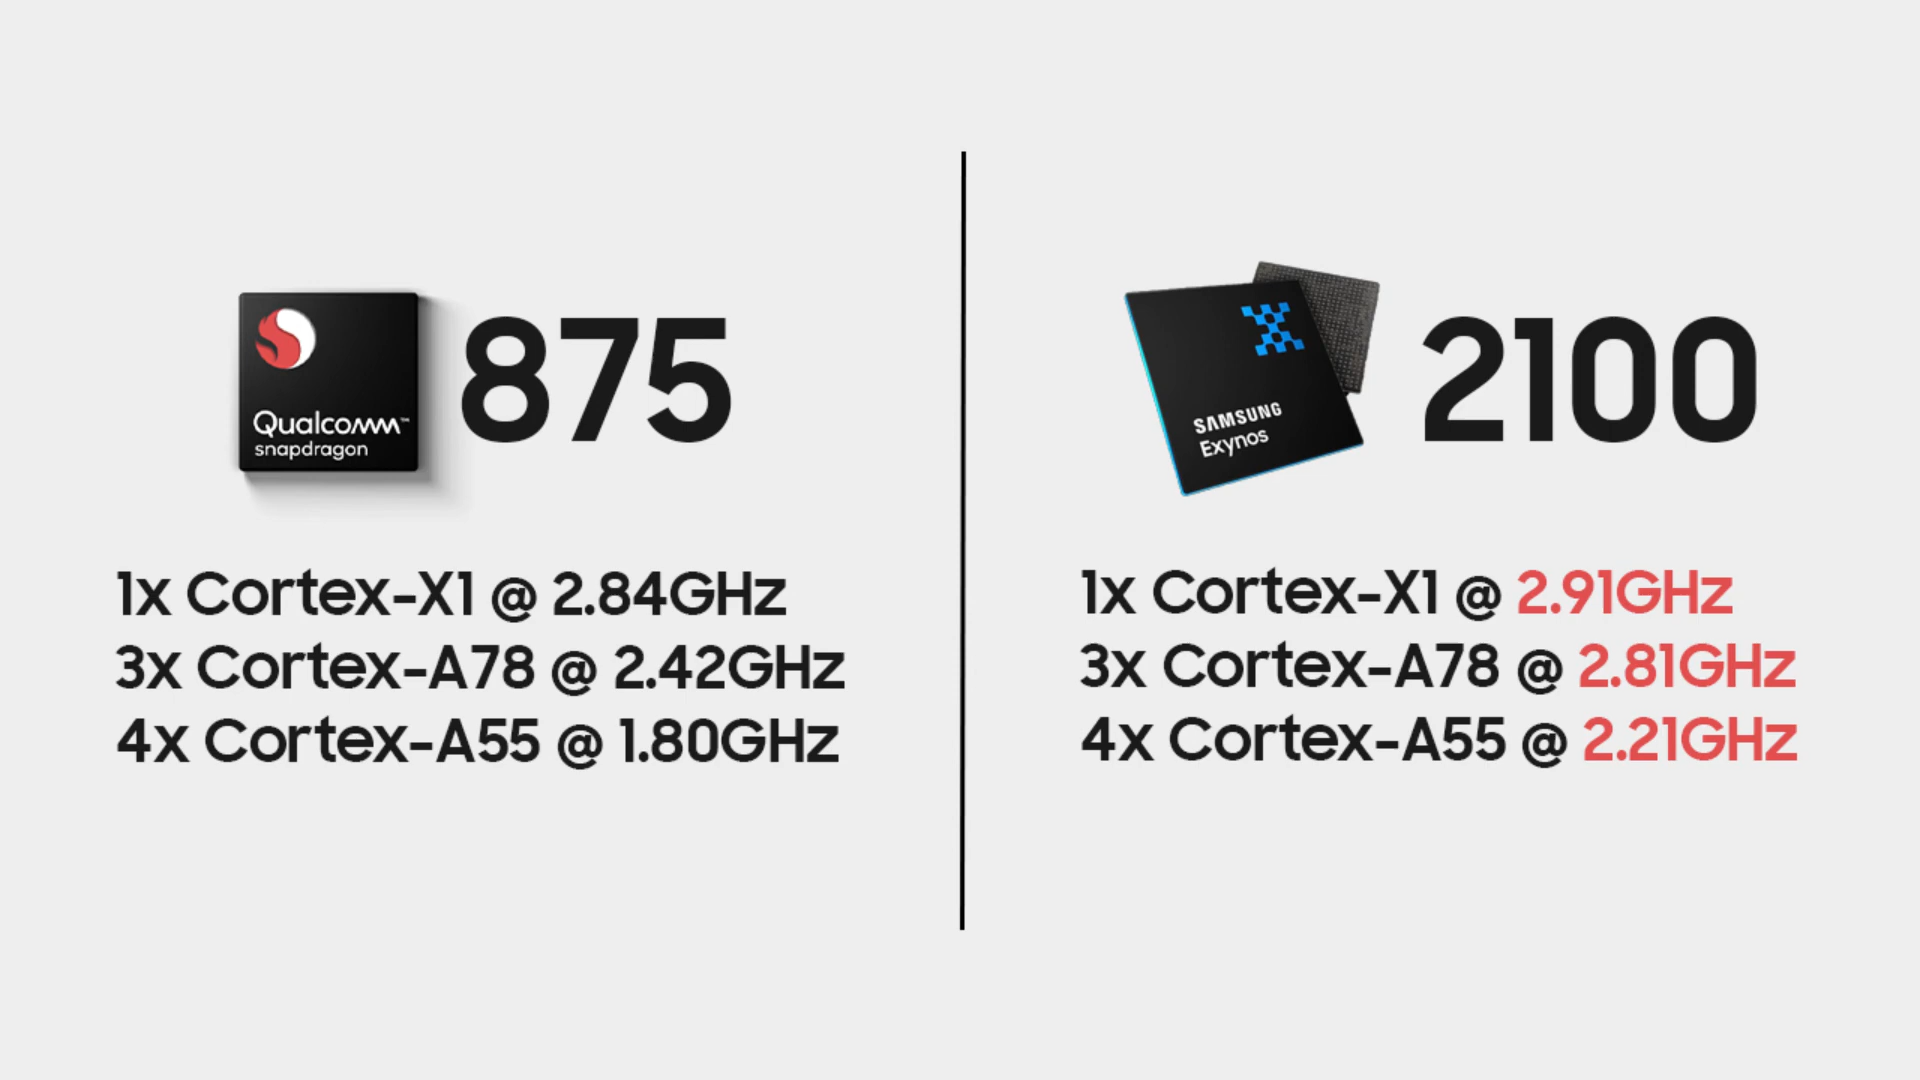 Qualcomm™
snapdragon
875
1x Cortex-X1 @ 2.84GHz
3x Cortex-A78 @ 2.42GHz
4x Cortex-A55 @ 1.80GHz
SAMSUNG
Exynos
2100
1x Cortex-X1 @ 2.91GHz
3x Cortex-A78 @ 2.81GHz
4x Cortex-A55 @ 2.21GHz